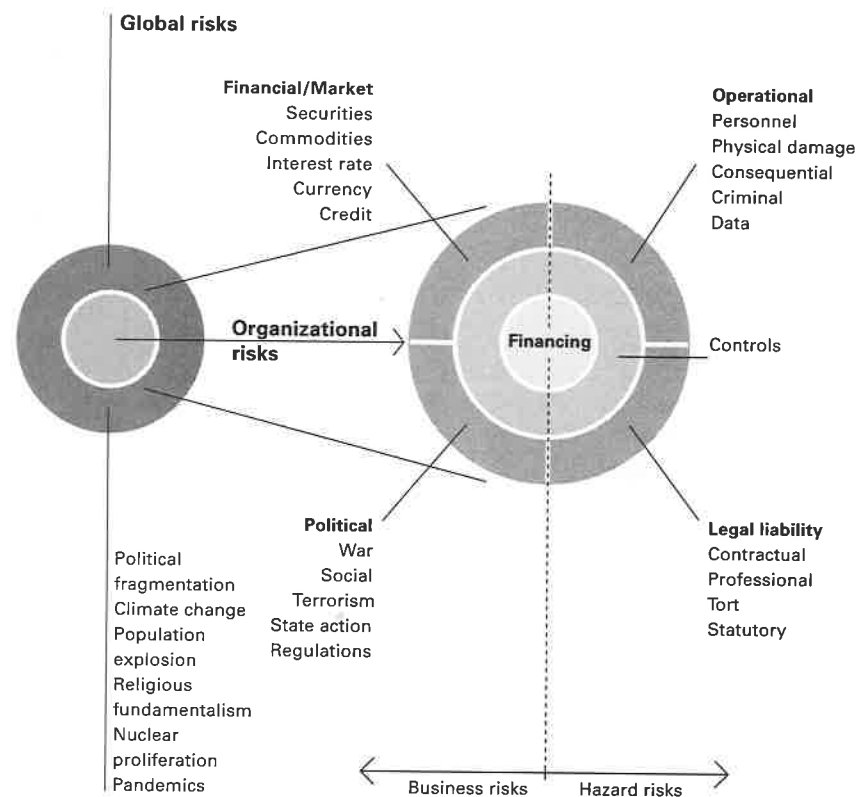 Global risks
Financial/Market
Securities
Commodities
Interest rate
Currency
Credit
Operational
Personnel
Physical damage
Consequential
Criminal
Data
Organizational
risks
Financing
Controls
Political
War
Social
Terrorism
State action
Regulations
Legal liability
Contractual
Professional
Tort
Statutory
Political
fragmentation
Climate change
Population
explosion
Religious
fundamentalism
Nuclear
proliferation
Pandemics
Business risks
Hazard risks